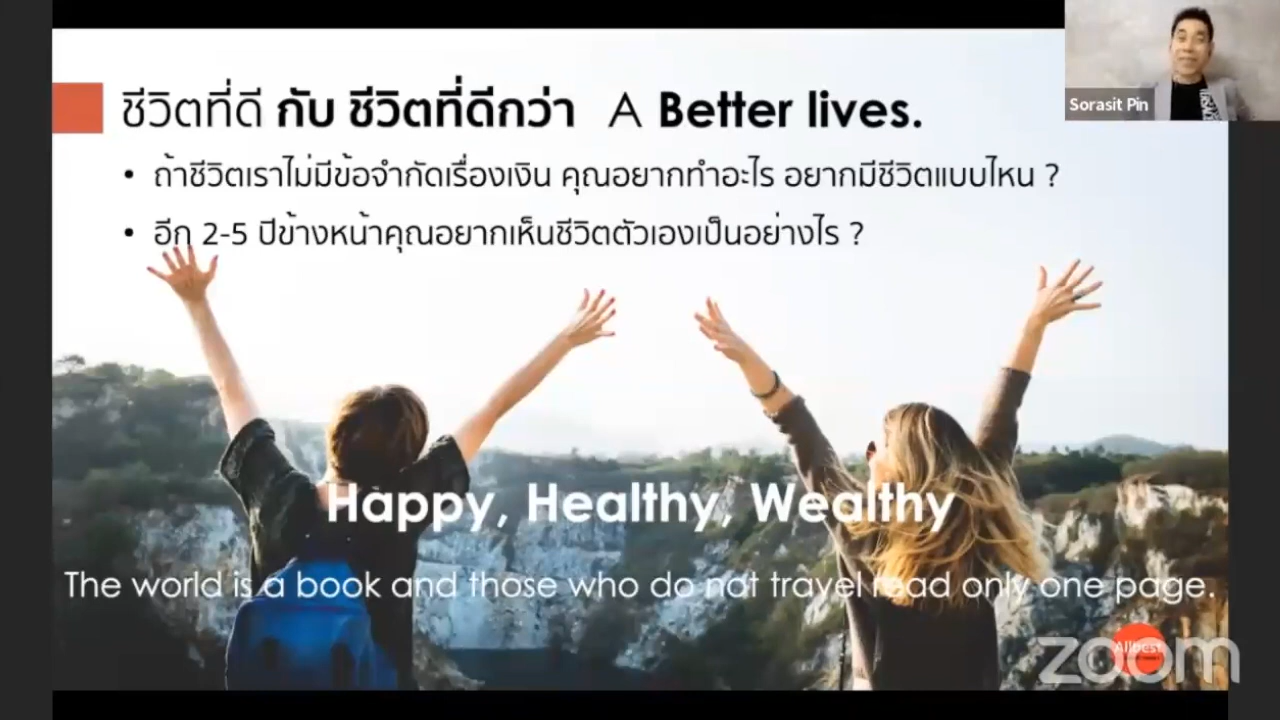 ชีวิตที่ดี กับ ชีวิตที่ดีกว่า A Better lives.
• ถ้าชีวิตเราไม่มีข้อจำกัดเรื่องเงิน คุณอยากทำอะไร อยากมีชีวิตแบบไหน ?
• อีก 2-5 ปีข้างหน้าคุณอยากเห็นชีวิตตัวเองเป็นอย่างไร ?
Happy, Healthy, Wealthy
The world is a book and those who do not travel read only one page.
Sorasit Pin
Allbest
zoom